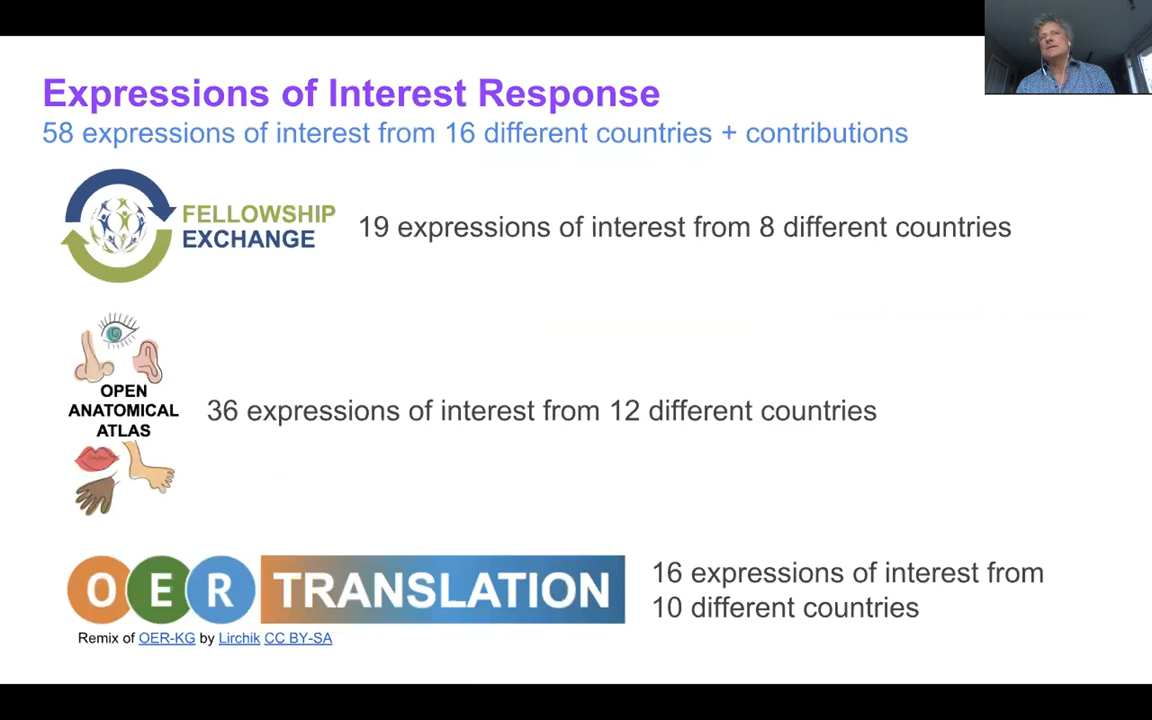 Expressions of Interest Response
58 expressions of interest from 16 different countries + contributions
FELLOWSHIP
EXCHANGE
19 expressions of interest from 8 different countries
OPEN
ANATOMICAL
ATLAS
36 expressions of interest from 12 different countries
OER TRANSLATION
16 expressions of interest from
10 different countries
Remix of OER-KG by Lirchik CC BY-SA